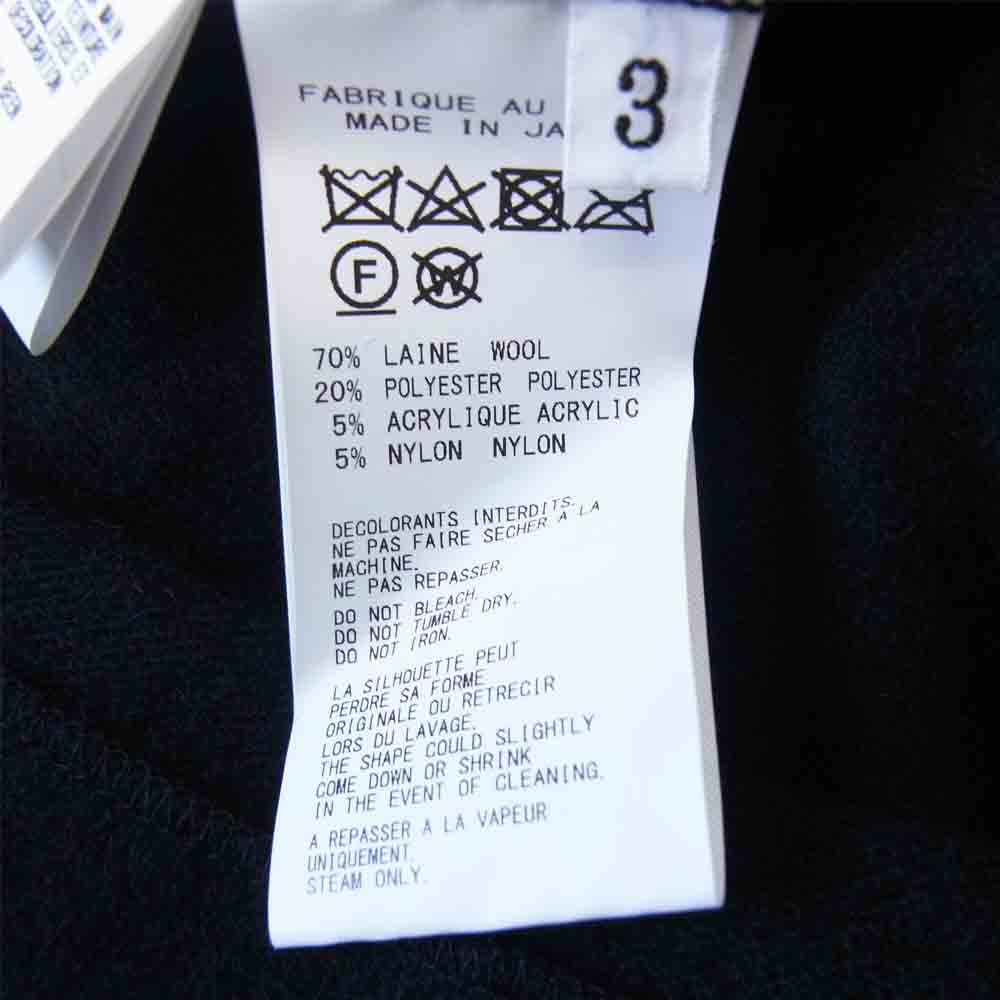 FABRIQUE AU
MADE IN JA
3
F
W
70% LAINE WOOL
20% POLYESTER POLYESTER
5% ACRYLIQUE ACRYLIC
5% NYLON NYLON
DECOLORANTS INTERDITS.
NE PAS FAIRE SECHER A LA
MACHINE.
NE PAS REPASSER.
DO NOT BLEACH.
DO NOT TUMBLE DRY.
DO NOT IRON.
LA SILHOUETTE PEUT
PERDRE SA FORME
ORIGINALE OU RETRECIR
LORS DU LAVAGE.
THE SHAPE COULD SLIGHTLY
COME DOWN OR SHRINK
IN THE EVENT OF CLEANING.
A REPASSER A LA VAPEUR
UNIQUEMENT.
STEAM ONLY.